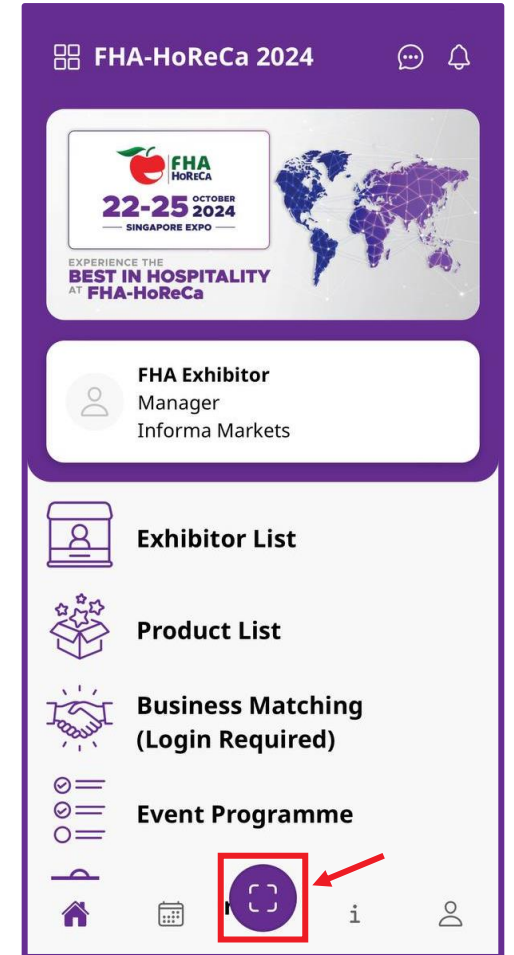 FHA-HoReCa 2024
FHA
HoReCa
22-25 OCTOBER 2024
SINGAPORE EXPO
EXPERIENCE THE
BEST IN HOSPITALITY
AT FHA-HoReCa
FHA Exhibitor
Manager
Informa Markets
Exhibitor List
Product List
Business Matching
(Login Required)
Event Programme
i